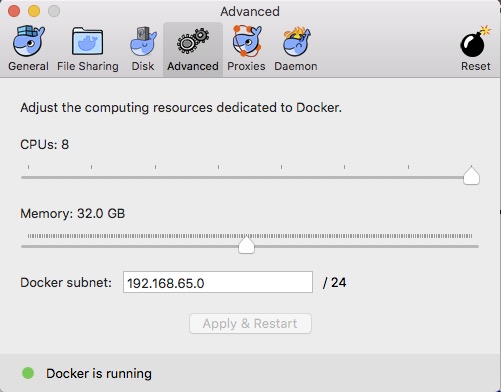 Advanced
General File Sharing Disk Advanced Proxies Daemon Reset
Adjust the computing resources dedicated to Docker.
CPUs: 8
Memory: 32.0 GB
Docker subnet: 192.168.65.0 / 24
Apply & Restart
Docker is running